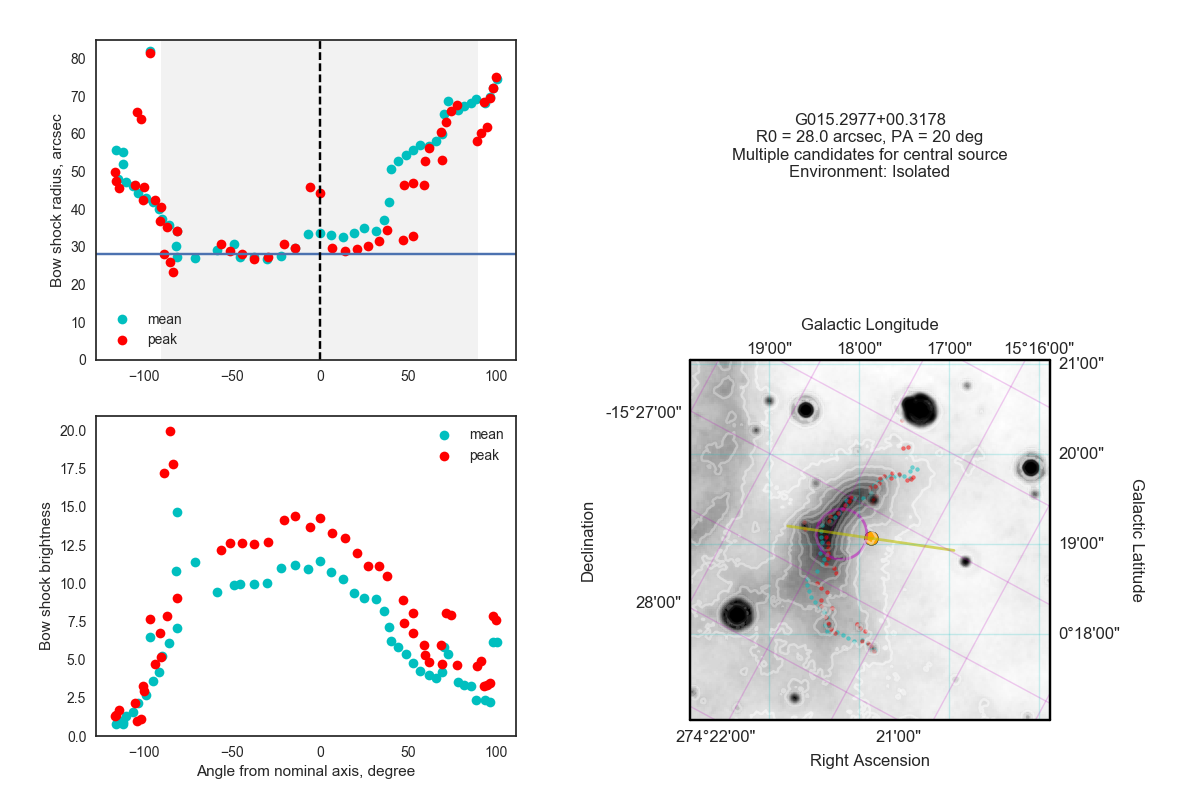 80
70
60
50
40
30
20
10
0
Bow shock radius, arcsec
mean
peak
−100
−50
0
50
100
G015.2977+00.3178
R0 = 28.0 arcsec, PA = 20 deg
Multiple candidates for central source
Environment: Isolated
20.0
17.5
15.0
12.5
10.0
7.5
5.0
2.5
0.0
Bow shock brightness
mean
peak
−100
−50
0
50
100
Angle from nominal axis, degree
Galactic Longitude
19'00"
18'00"
17'00"
15°16'00"
21'00"
20'00"
19'00"
0°18'00"
Galactic Latitude
-15°27'00"
28'00"
Declination
274°22'00"
21'00"
Right Ascension